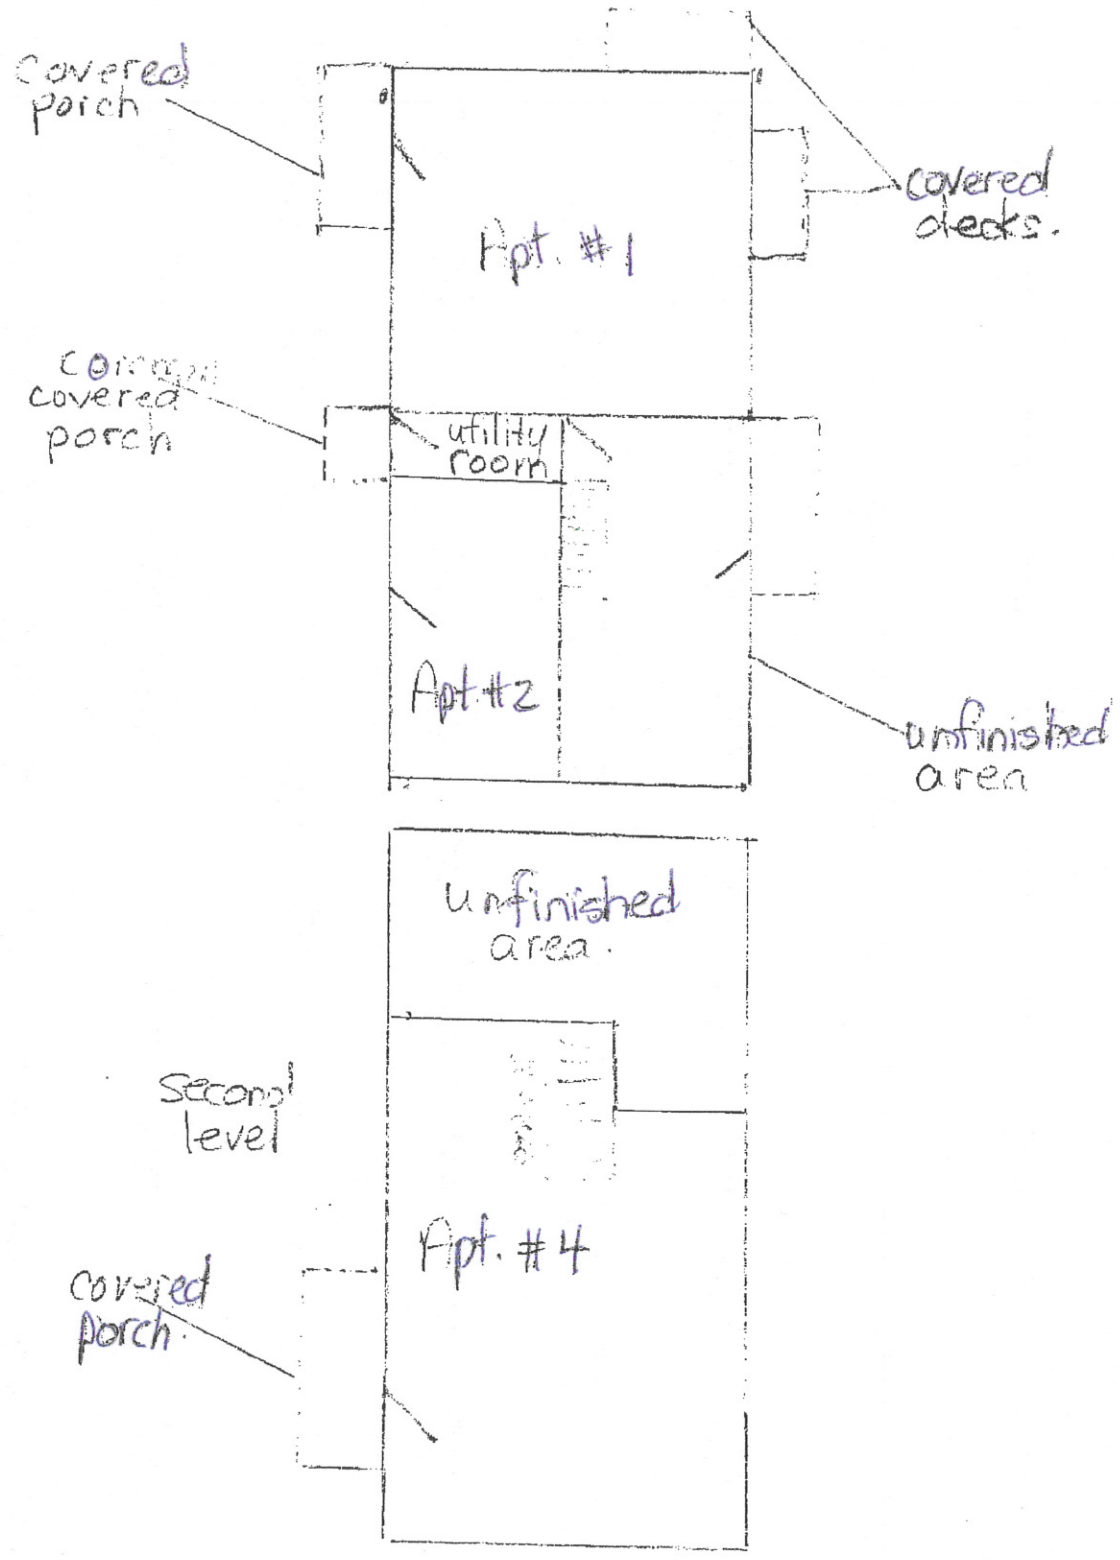 covered
porch
covered
decks.
Apt. #1
common
covered
porch
utility
room
Apt. #2
unfinished
area
unfinished
area.
second
level
Apt. #4
covered
porch.